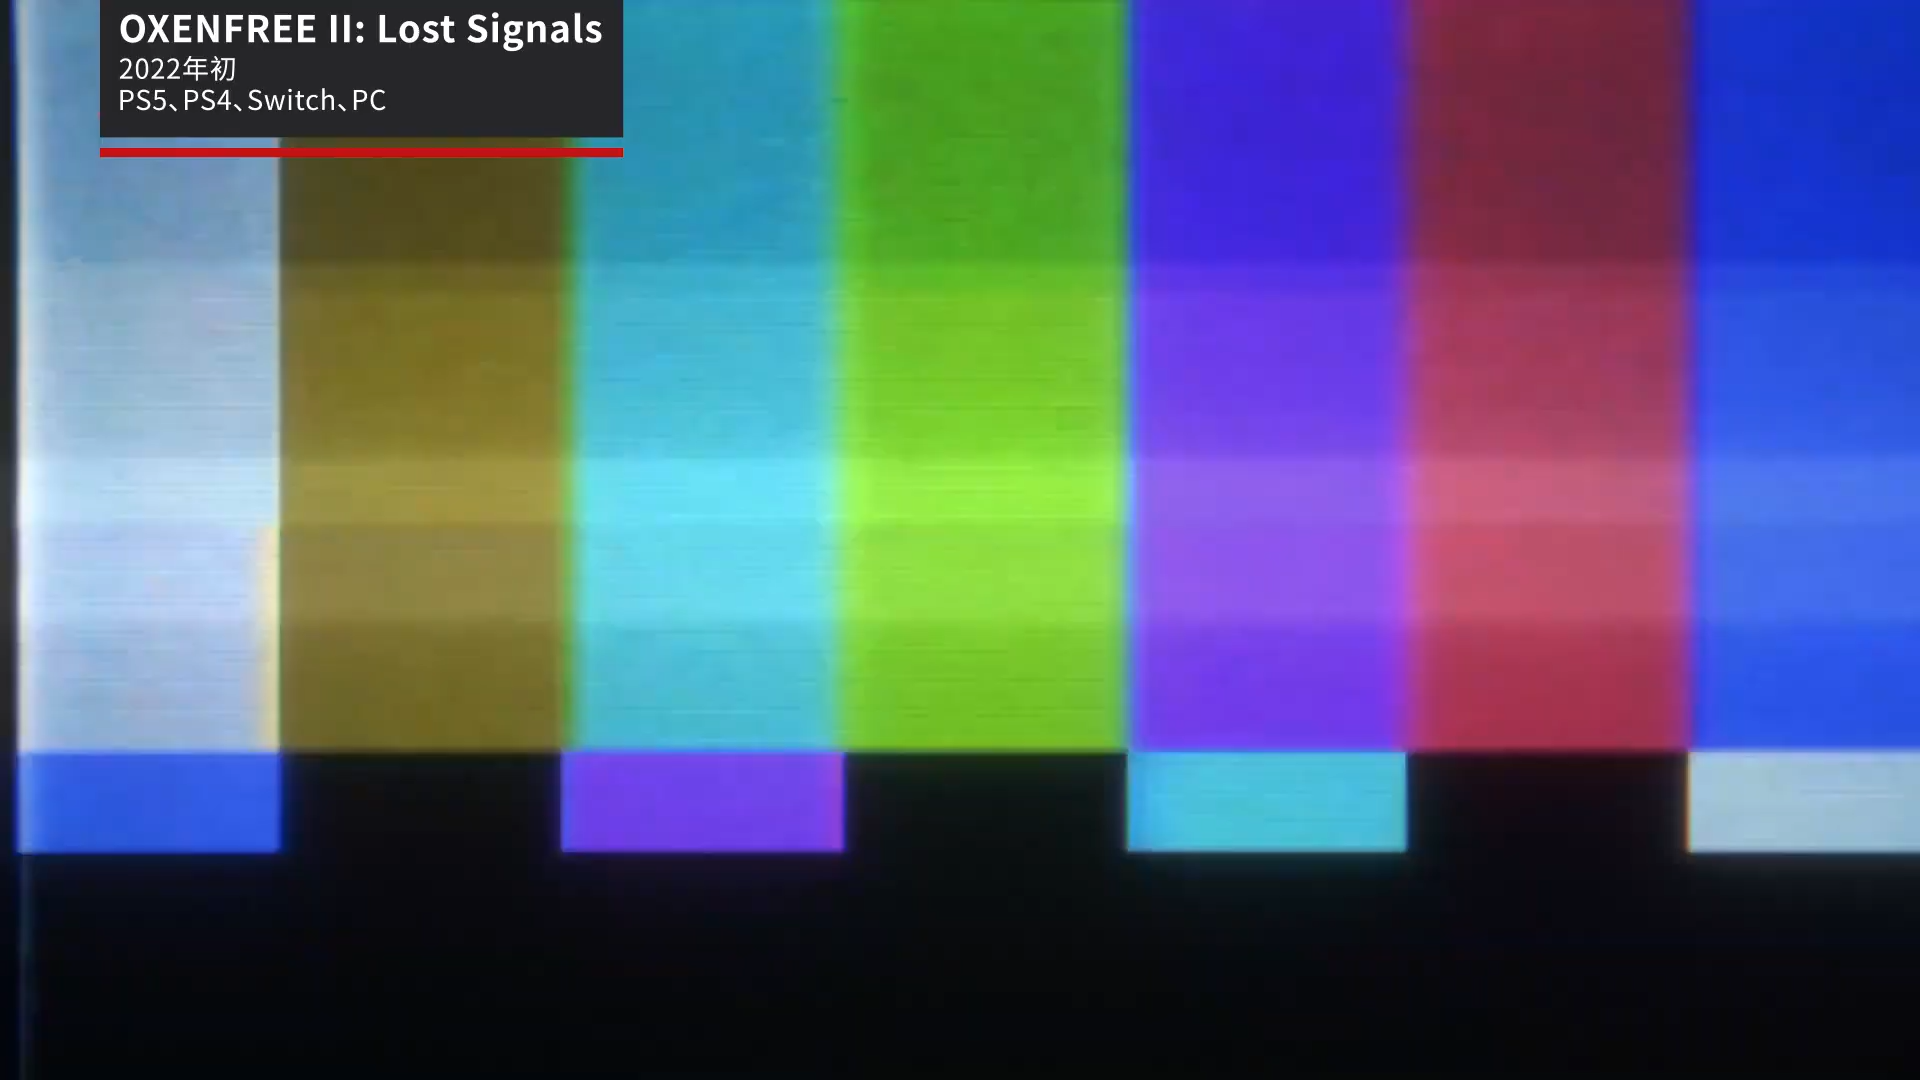 OXENFREE II: Lost Signals
2022年初
PS5、PS4、Switch、PC